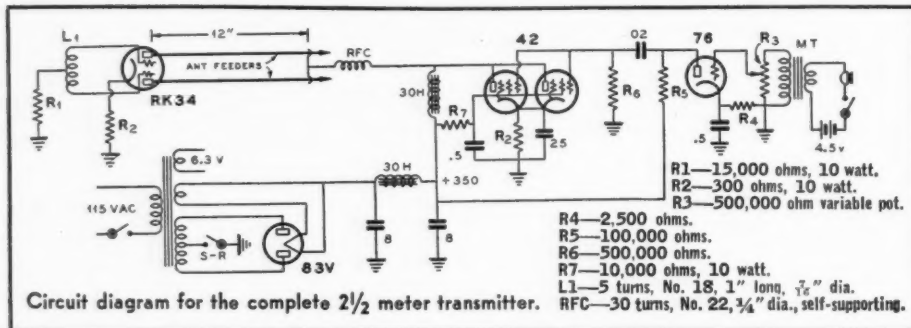 L1
12"
ANT FEEDERS
RFC
42
02
76
R3
MT
RK34
R1
R2
30H
R7
R2
.5
25
R6
R5
R4
.5
4.5v
6.3 V
30H
+350
115 VAC
S-R
83V
8
8
R1—15,000 ohms, 10 watt.
R2—300 ohms, 10 watt.
R3—500,000 ohm variable pot.
R4—2,500 ohms.
R5—100,000 ohms.
R6—500,000 ohms.
R7—10,000 ohms, 10 watt.
L1—5 turns, No. 18, 1" long, 7/16" dia.
RFC—30 turns, No. 22, 1/4" dia., self-supporting.
Circuit diagram for the complete 2½ meter transmitter.